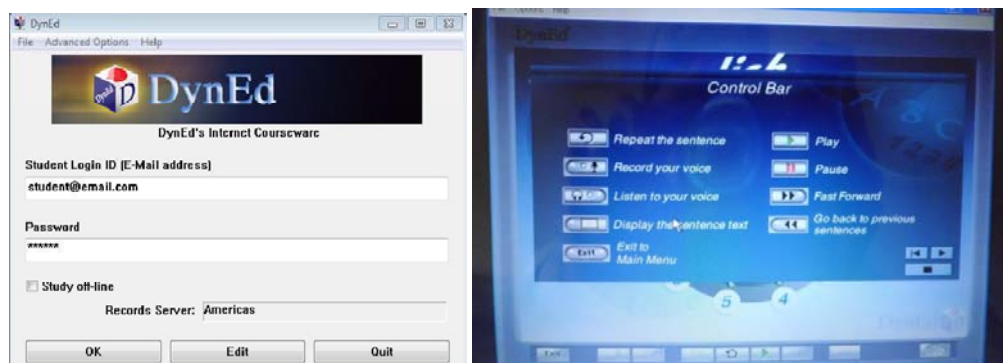 DynEd
File Advanced Options Help
DynEd
DynEd's Internet Courseware
Student Login ID (E-Mail address)
student@email.com
Password
******
Study off-line
Records Server: Americas
OK Edit Quit
DynEd
Control Bar
Repeat the sentence
Record your voice
Listen to your voice
Display the sentence text
Exit
Exit to
Main Menu
Play
Pause
Fast Forward
Go back to previous
sentences
5 4